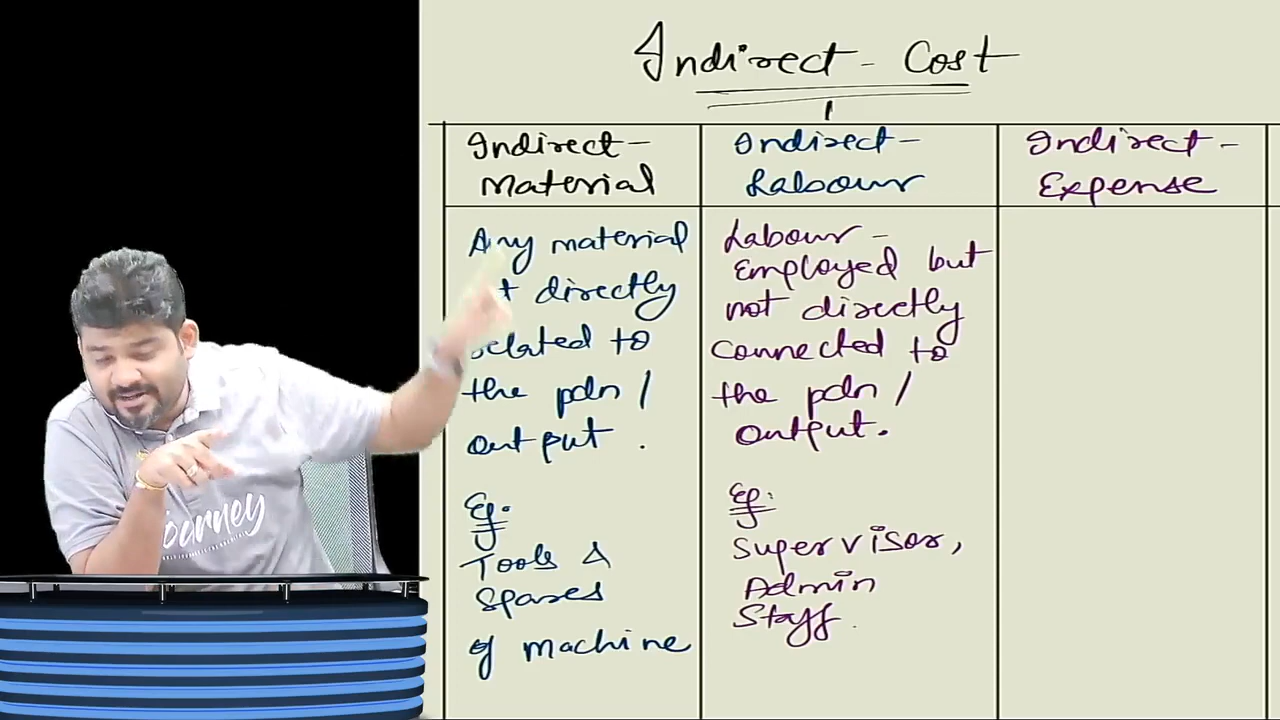 Indirect- Cost
Indirect-
Material
Indirect-
Labour
Indirect-
Expense
Any material
directly
related to
the pdn /
output.
Eg.
Tools &
Spares
of machine
Labour-
Employed but
not directly
Connected to
the pdn /
Output.
Eg:
Supervisor,
Admin
Staff.
Journey